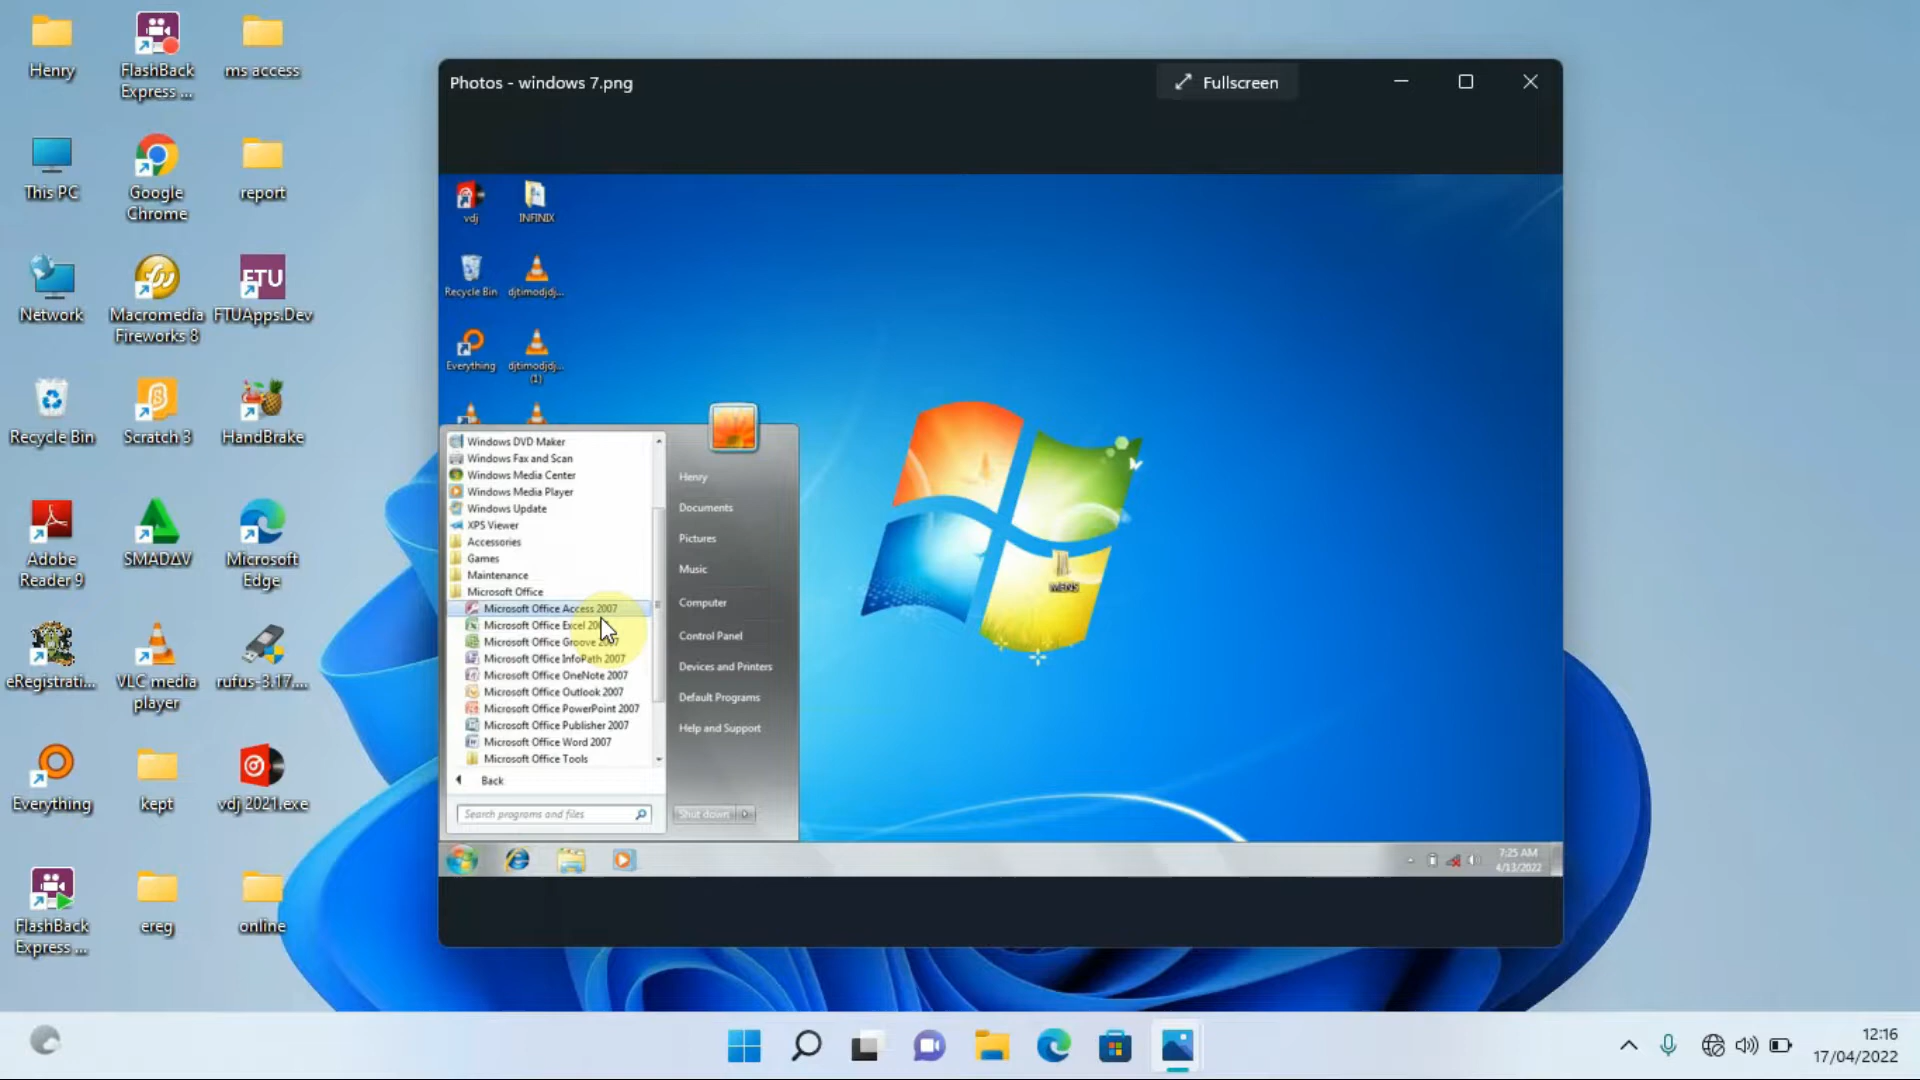 Henry
FlashBack
Express ...
ms access
This PC
Google
Chrome
report
Network
Macromedia
Fireworks 8
FTU
FTUApps.Dev
Recycle Bin
Scratch 3
HandBrake
Adobe
Reader 9
SMADΔV
Microsoft
Edge
eRegistrati...
VLC media
player
rufus-3.17....
Everything
kept
vdj 2021.exe
FlashBack
Express ...
ereg
online
Photos - windows 7.png
Fullscreen
vdj
INFINIX
Recycle Bin
djtimodjdj...
Everything
djtimodjdj...
(1)
Windows DVD Maker
Windows Fax and Scan
Windows Media Center
Windows Media Player
Windows Update
XPS Viewer
Accessories
Games
Maintenance
Microsoft Office
Microsoft Office Access 2007
Microsoft Office Excel
Microsoft Office Groove 2007
Microsoft Office InfoPath 2007
Microsoft Office OneNote 2007
Microsoft Office Outlook 2007
Microsoft Office PowerPoint 2007
Microsoft Office Publisher 2007
Microsoft Office Word 2007
Microsoft Office Tools
Back
Search programs and files
Henry
Documents
Pictures
Music
Computer
Control Panel
Devices and Printers
Default Programs
Help and Support
Shut down
MENS
7:25 AM
4/13/2022
12:16
17/04/2022